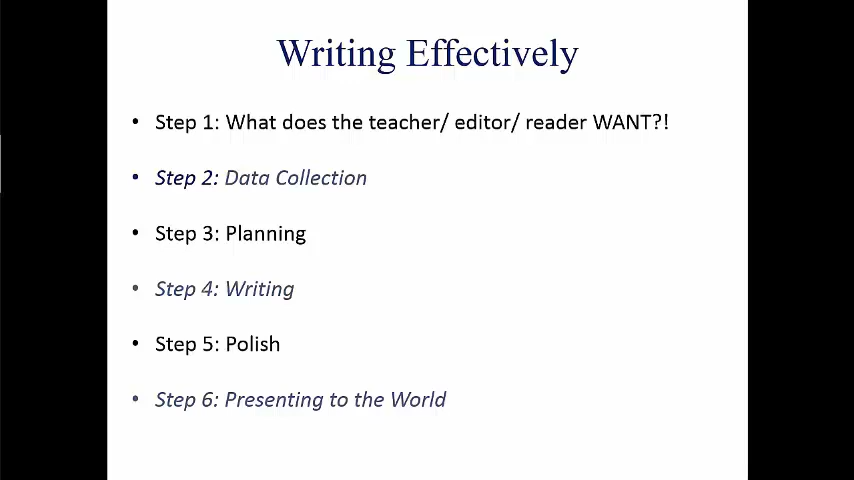 Writing Effectively
• Step 1: What does the teacher/ editor/ reader WANT?!
• Step 2: Data Collection
• Step 3: Planning
• Step 4: Writing
• Step 5: Polish
• Step 6: Presenting to the World